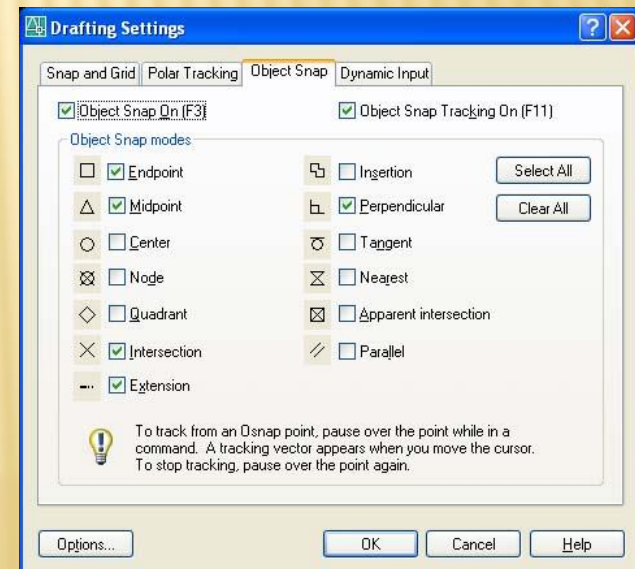 Drafting Settings
Snap and Grid Polar Tracking Object Snap Dynamic Input
Object Snap On (F3) Object Snap Tracking On (F11)
Object Snap modes
Endpoint Insertion Select All
Midpoint Perpendicular Clear All
Center Tangent
Node Nearest
Quadrant Apparent intersection
Intersection Parallel
Extension
To track from an Osnap point, pause over the point while in a
command. A tracking vector appears when you move the cursor.
To stop tracking, pause over the point again.
Options... OK Cancel Help